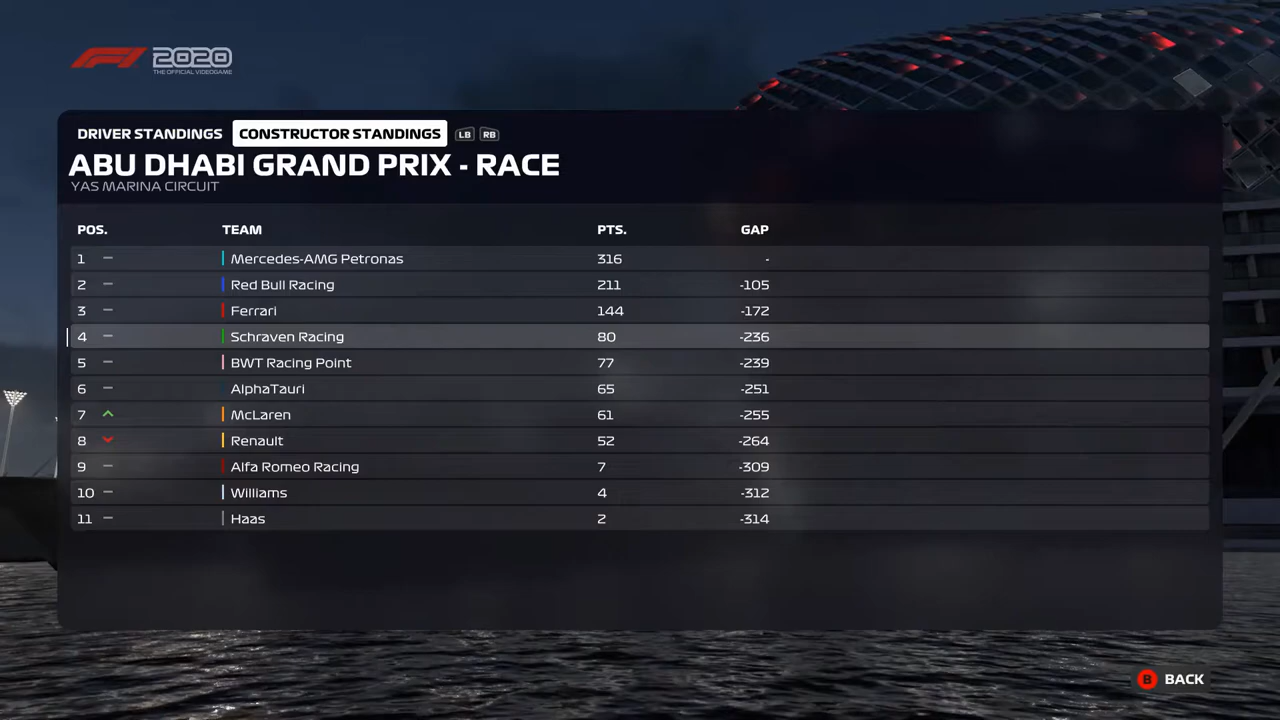 F1 2020
THE OFFICIAL VIDEOGAME
DRIVER STANDINGS CONSTRUCTOR STANDINGS LB RB
ABU DHABI GRAND PRIX - RACE
YAS MARINA CIRCUIT
POS. TEAM PTS. GAP
1 Mercedes-AMG Petronas 316 -
2 Red Bull Racing 211 -105
3 Ferrari 144 -172
4 Schraven Racing 80 -236
5 BWT Racing Point 77 -239
6 AlphaTauri 65 -251
7 McLaren 61 -255
8 Renault 52 -264
9 Alfa Romeo Racing 7 -309
10 Williams 4 -312
11 Haas 2 -314
B BACK